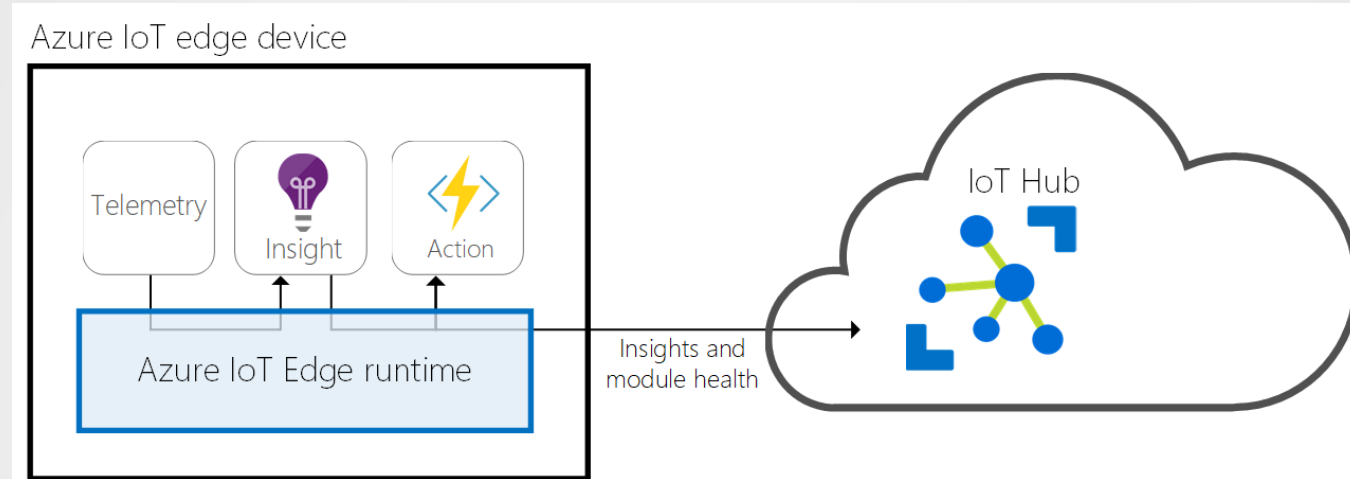 Azure IoT edge device
Telemetry
Insight
Action
IoT Hub
Azure IoT Edge runtime
Insights and
module health